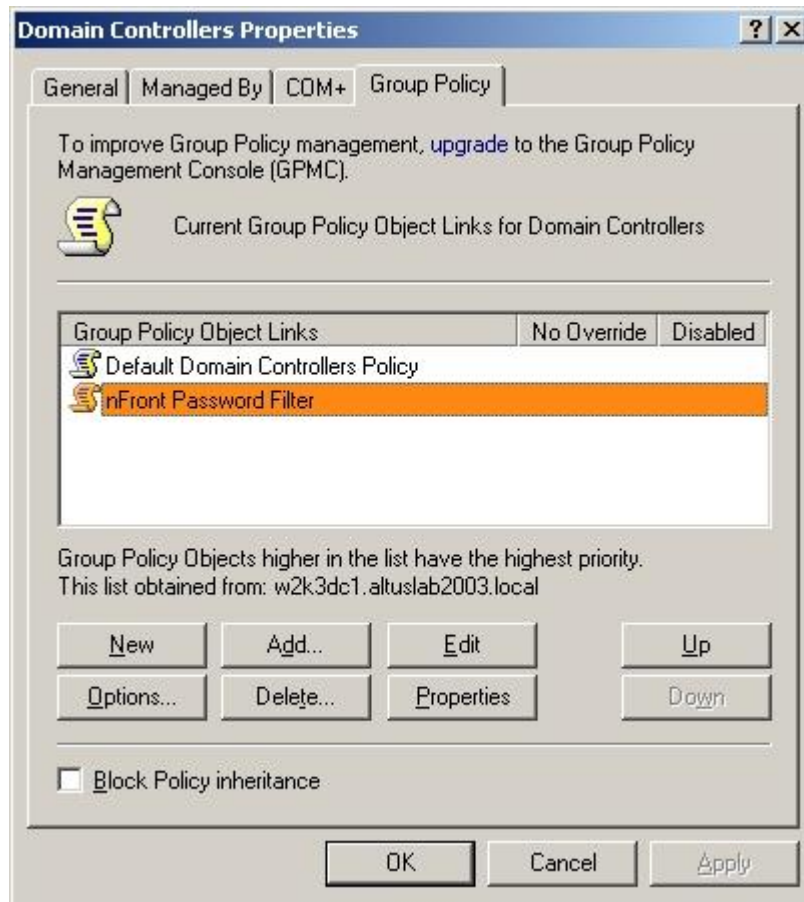 Domain Controllers Properties
General Managed By COM+ Group Policy
To improve Group Policy management, upgrade to the Group Policy
Management Console (GPMC).
Current Group Policy Object Links for Domain Controllers
Group Policy Object Links No Override Disabled
Default Domain Controllers Policy
nFront Password Filter
Group Policy Objects higher in the list have the highest priority.
This list obtained from: w2k3dc1.altuslab2003.local
New Add... Edit Up
Options... Delete... Properties Down
Block Policy inheritance
OK Cancel Apply